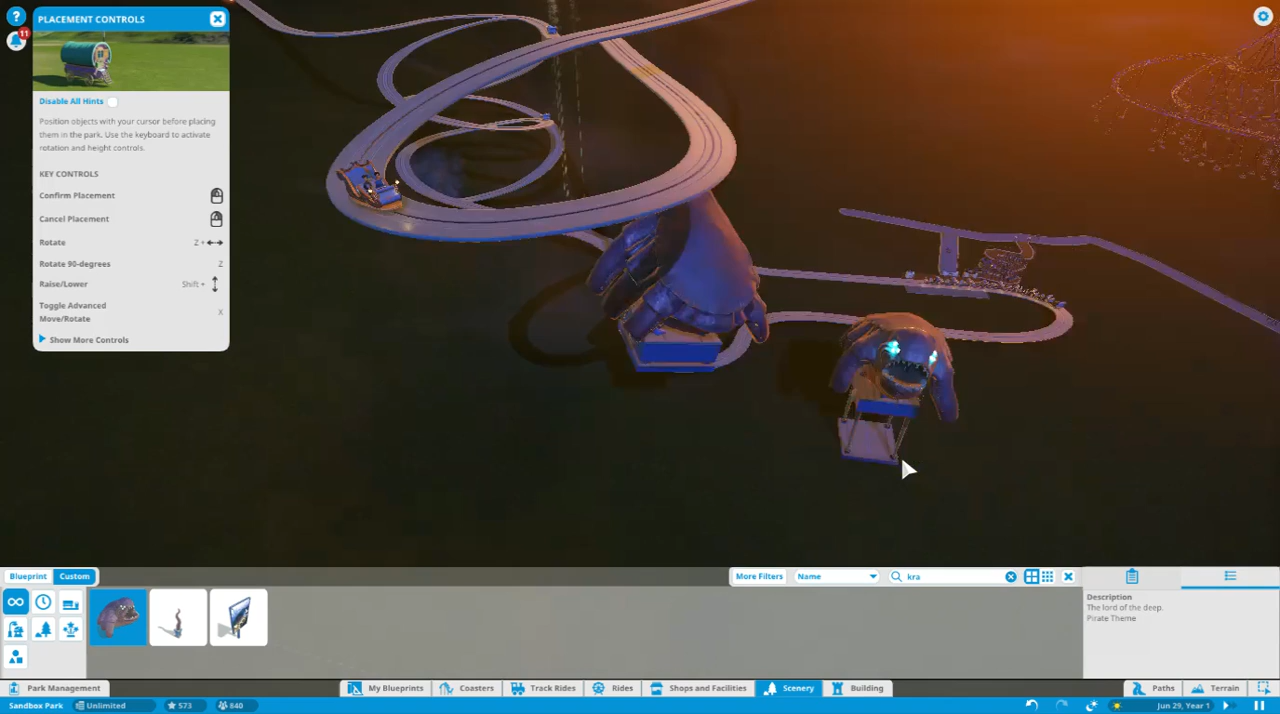 ?
11
PLACEMENT CONTROLS
Disable All Hints
Position objects with your cursor before placing
them in the park. Use the keyboard to activate
rotation and height controls.
KEY CONTROLS
Confirm Placement
Cancel Placement
Rotate Z +
Rotate 90-degrees Z
Raise/Lower Shift +
Toggle Advanced
Move/Rotate X
Show More Controls
Blueprint Custom
More Filters Name kra
Description
The lord of the deep.
Pirate Theme
Park Management My Blueprints Coasters Track Rides Rides Shops and Facilities Scenery Building Paths Terrain
Sandbox Park Unlimited 573 840 Jun 29, Year 1